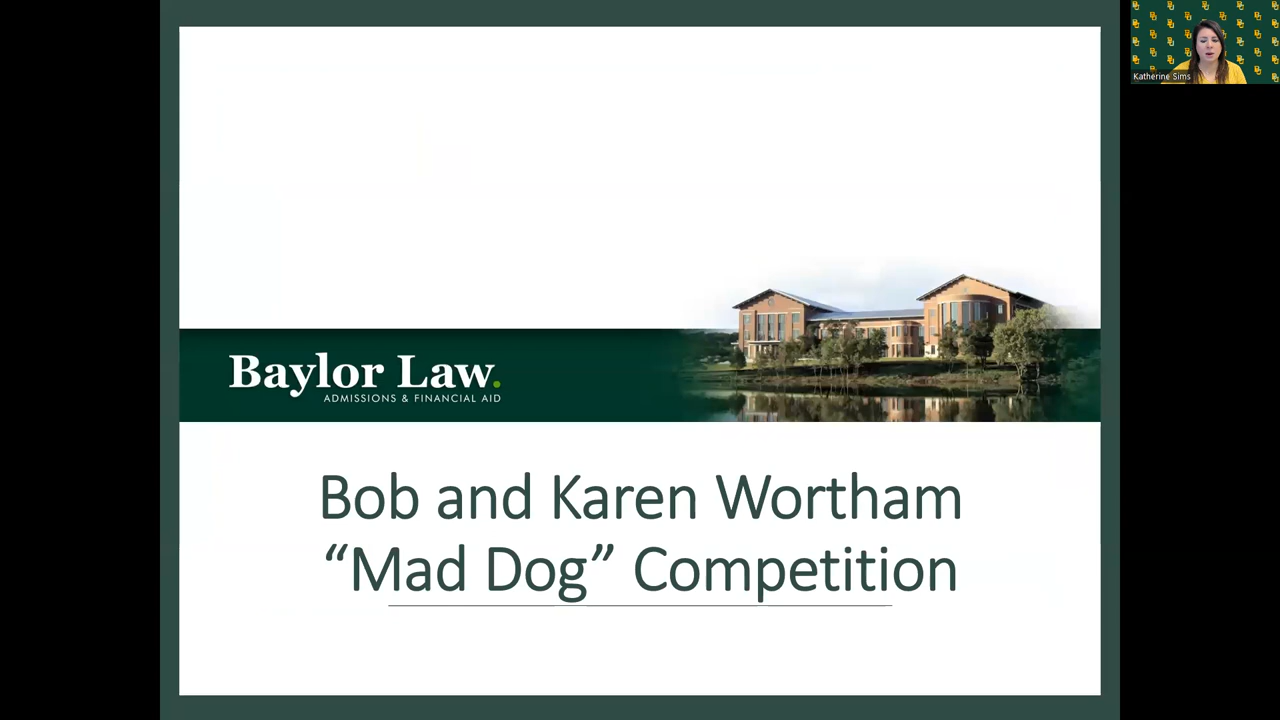 Katherine Sims
Baylor Law.
ADMISSIONS & FINANCIAL AID
Bob and Karen Wortham
“Mad Dog” Competition